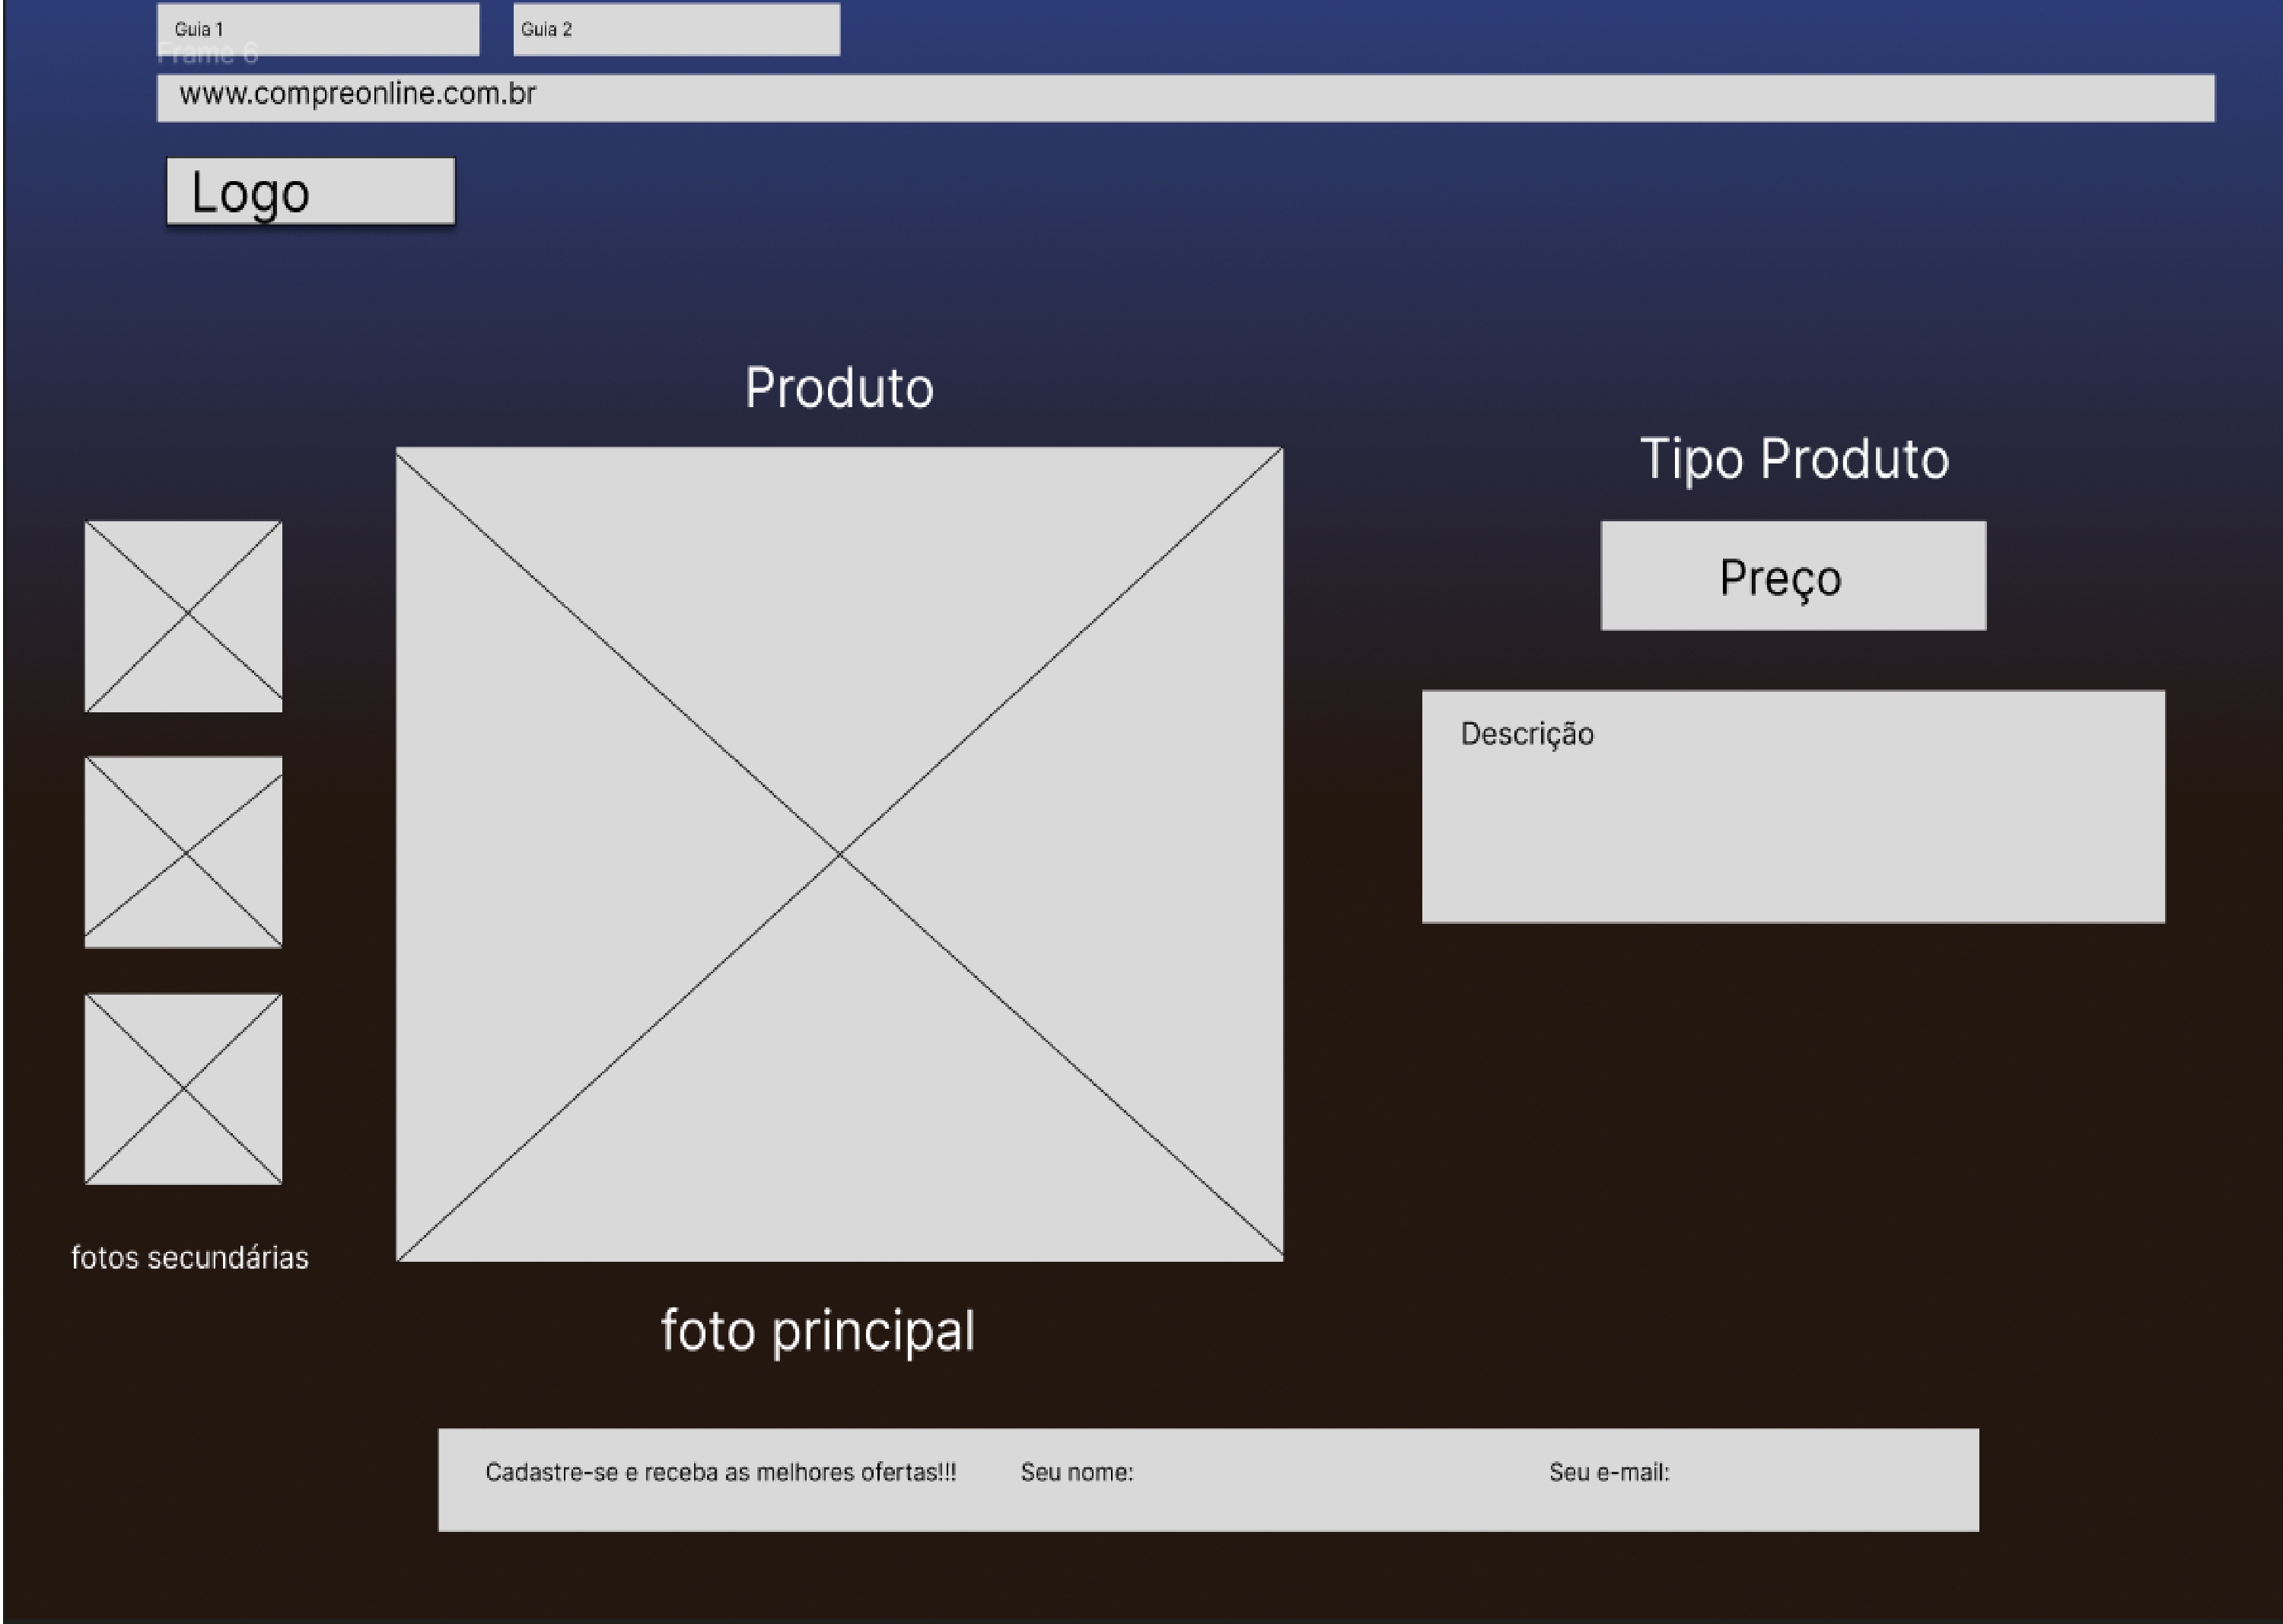 Guia 1
Guia 2
Frame 6
www.compreonline.com.br
Logo
Produto
Tipo Produto
Preço
Descrição
fotos secundárias
foto principal
Cadastre-se e receba as melhores ofertas!!! Seu nome: Seu e-mail: